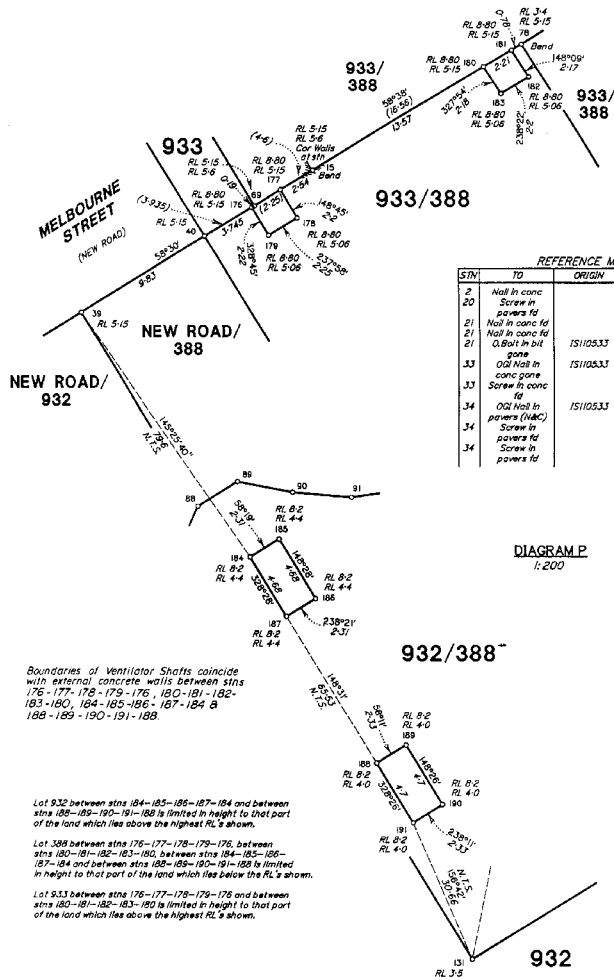 RL 3·4
RL 5·15
0·78
78
Bend
RL 8·80
RL 5·15
181
2·21
148°09'
2·17
RL 8·80
RL 5·15
180
327°54'
2·18
183
182
RL 8·80
RL 5·06
RL 8·80
RL 5·06
238°22'
2·2
933/
388
933/
388
58°38'
(16·56)
13·57
RL 5·15
RL 5·6
Cor Walls
at stn
15
Bend
(4·6)
2·54
933
RL 5·15
RL 5·6
RL 8·80
RL 5·15
177
0·19
69
RL 8·80
RL 5·15
176
(2·25)
148°45'
2·2
178
RL 8·80
RL 5·06
179
RL 8·80
RL 5·06
237°58'
2·25
328°45'
2·22
933/388
MELBOURNE
STREET
(NEW ROAD)
(3·935)
3·745
RL 5·15
40
58°30'
9·83
39
RL 5·15
NEW ROAD/
388
NEW ROAD/
932
REFERENCE M
STN TO ORIGIN
2 Nail in conc
20 Screw in
pavers fd
21 Nail in conc fd
21 Nail in conc fd
21 O.Bolt in bit IS110533
gone
33 OGI Nail in IS110533
conc gone
33 Screw in conc
fd
34 OGI Nail in IS110533
pavers (N&C)
34 Screw in
pavers fd
34 Screw in
pavers fd
145°25'40"
79·6
N.T.S.
88
89
90
91
58°19'
2·31
RL 8·2
RL 4·4
185
184
RL 8·2
RL 4·4
148°28'
4·68
4·68
328°28'
RL 8·2
RL 4·4
186
187
RL 8·2
RL 4·4
238°21'
2·31
DIAGRAM P
1:200
932/388
148°31'
65·53
N.T.S.
Boundaries of Ventilator Shafts coincide
with external concrete walls between stns
176-177-178-179-176, 180-181-182-
183-180, 184-185-186-187-184 &
188-189-190-191-188.
58°11'
2·33
RL 8·2
RL 4·0
189
188
RL 8·2
RL 4·0
148°26'
4·7
4·7
328°26'
RL 8·2
RL 4·0
190
191
RL 8·2
RL 4·0
238°11'
2·33
Lot 932 between stns 184-185-186-187-184 and between
stns 188-189-190-191-188 is limited in height to that part
of the land which lies above the highest RL's shown.
Lot 388 between stns 176-177-178-179-176, between
stns 180-181-182-183-180, between stns 184-185-186-
187-184 and between stns 188-189-190-191-188 is limited
in height to that part of the land which lies below the RL's shown.
Lot 933 between stns 176-177-178-179-176 and between
stns 180-181-182-183-180 is limited in height to that part
of the land which lies above the highest RL's shown.
N.T.S.
156°42'
30·66
131
RL 3·5
932